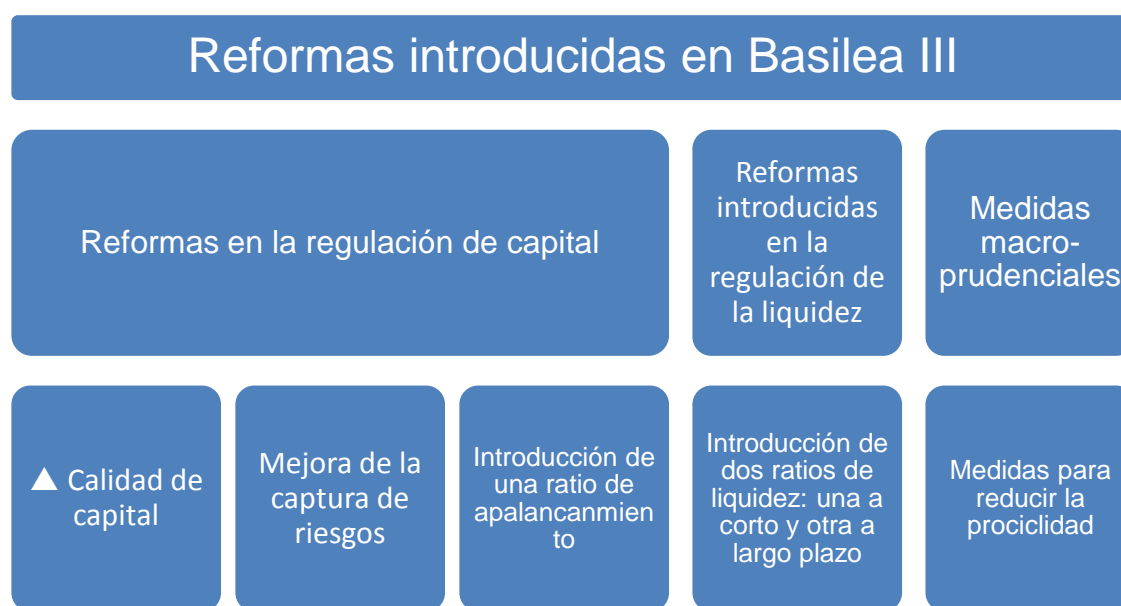 Reformas introducidas en Basilea III
Reformas en la regulación de capital
Reformas
introducidas
en la
regulación de
la liquidez
Medidas
macro-
prudenciales
▲ Calidad de
capital
Mejora de la
captura de
riesgos
Introducción de
una ratio de
apalancanmien
to
Introducción de
dos ratios de
liquidez: una a
corto y otra a
largo plazo
Medidas para
reducir la
prociclidad